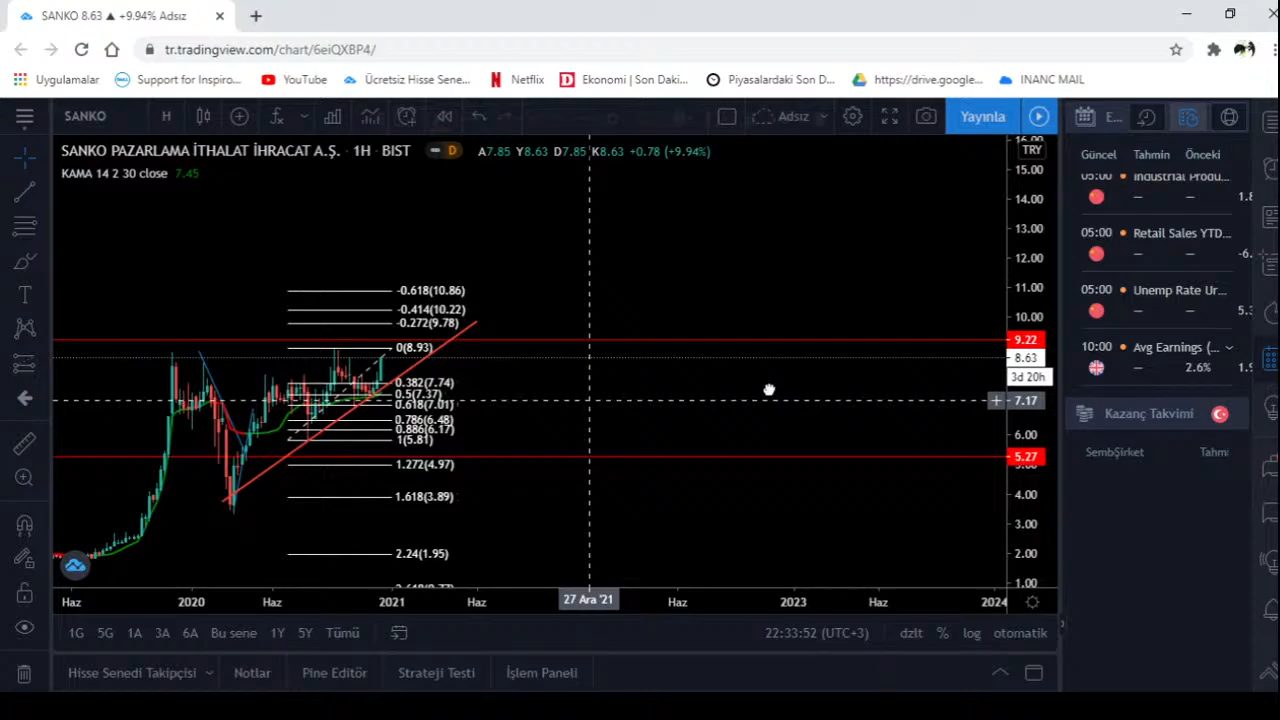 SANKO 8.63 ▲ +9.94% Adsız
tr.tradingview.com/chart/6eiQXBP4/
Uygulamalar
Support for Inspiro...
YouTube
Ücretsiz Hisse Sene...
Netflix
Ekonomi | Son Daki...
Piyasalardaki Son D...
https://drive.google...
INANC MAIL
SANKO
H
Adsız
Yayınla
E...
SANKO PAZARLAMA İTHALAT İHRACAT A.Ş. · 1H · BIST
D
A7.85 Y8.63 D7.85 K8.63 +0.78 (+9.94%)
KAMA 14 2 30 close 7.45
TRY
15.00
14.00
13.00
12.00
11.00
10.00
9.22
8.63
3d 20h
7.17
6.00
5.27
4.00
3.00
2.00
1.00
-0.618(10.86)
-0.414(10.22)
-0.272(9.78)
0(8.93)
0.382(7.74)
0.5(7.37)
0.618(7.01)
0.786(6.48)
0.886(6.17)
1(5.81)
1.272(4.97)
1.618(3.89)
2.24(1.95)
Haz
2020
Haz
2021
Haz
27 Ara '21
Haz
2023
Haz
2024
1G
5G
1A
3A
6A
Bu sene
1Y
5Y
Tümü
22:33:52 (UTC+3)
dzlt
%
log
otomatik
Hisse Senedi Takipçisi
Notlar
Pine Editör
Strateji Testi
İşlem Paneli
Güncel Tahmin Önceki
05:00 Industrial Produ...
— — 1.8
05:00 Retail Sales YTD...
— — -6.
05:00 Unemp Rate Ur...
— — 5.3
10:00 Avg Earnings (...
— 2.6% 1.9
Kazanç Takvimi
SembŞirket Tahmi